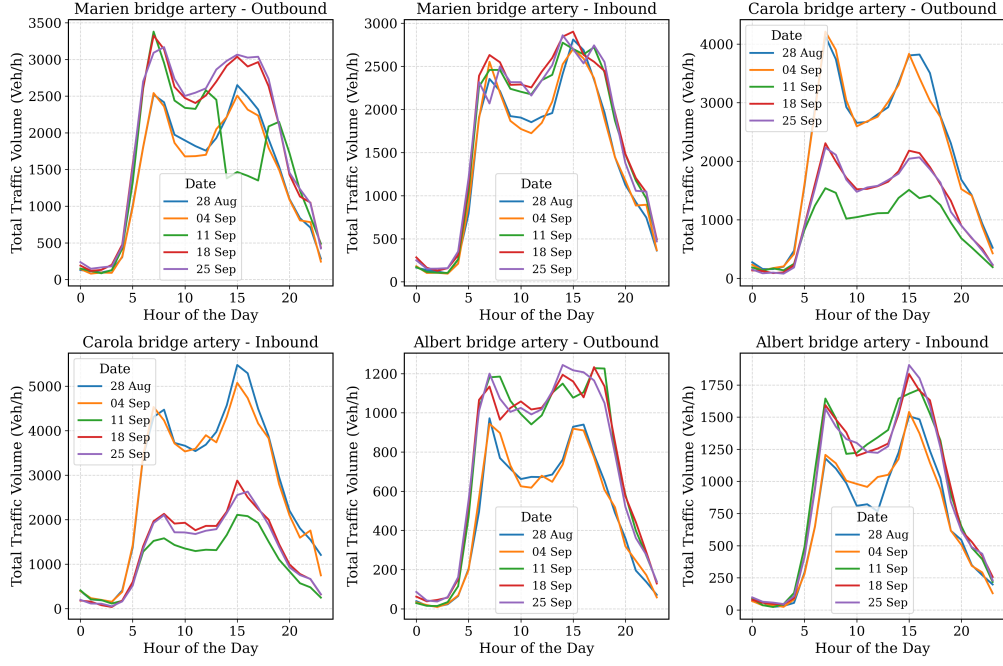 Marien bridge artery - Outbound
Total Traffic Volume (Veh/h)
3500
3000
2500
2000
1500
1000
500
0
0 5 10 15 20
Hour of the Day
Date
28 Aug
04 Sep
11 Sep
18 Sep
25 Sep
Marien bridge artery - Inbound
Total Traffic Volume (Veh/h)
3000
2500
2000
1500
1000
500
0
0 5 10 15 20
Hour of the Day
Date
28 Aug
04 Sep
11 Sep
18 Sep
25 Sep
Carola bridge artery - Outbound
Total Traffic Volume (Veh/h)
4000
3000
2000
1000
0
0 5 10 15 20
Hour of the Day
Date
28 Aug
04 Sep
11 Sep
18 Sep
25 Sep
Carola bridge artery - Inbound
Total Traffic Volume (Veh/h)
5000
4000
3000
2000
1000
0
0 5 10 15 20
Hour of the Day
Date
28 Aug
04 Sep
11 Sep
18 Sep
25 Sep
Albert bridge artery - Outbound
Total Traffic Volume (Veh/h)
1200
1000
800
600
400
200
0
0 5 10 15 20
Hour of the Day
Date
28 Aug
04 Sep
11 Sep
18 Sep
25 Sep
Albert bridge artery - Inbound
Total Traffic Volume (Veh/h)
1750
1500
1250
1000
750
500
250
0
0 5 10 15 20
Hour of the Day
Date
28 Aug
04 Sep
11 Sep
18 Sep
25 Sep